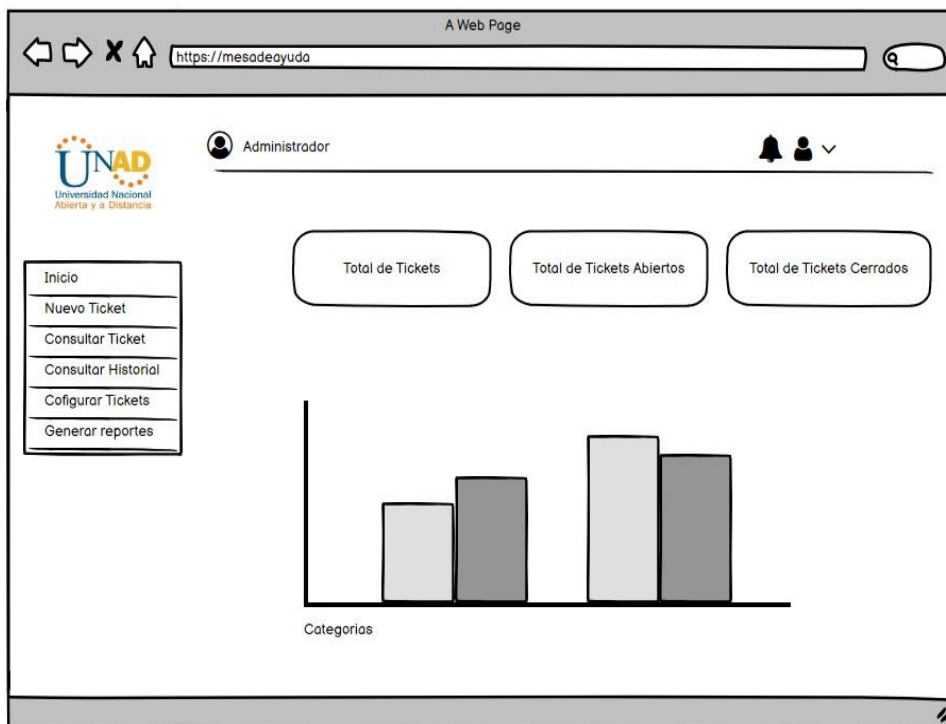 A Web Page
https://mesadeayuda
UNAD
Universidad Nacional
Abierta y a Distancia
Administrador
Inicio
Nuevo Ticket
Consultar Ticket
Consultar Historial
Cofigurar Tickets
Generar reportes
Total de Tickets
Total de Tickets Abiertos
Total de Tickets Cerrados
Categorias